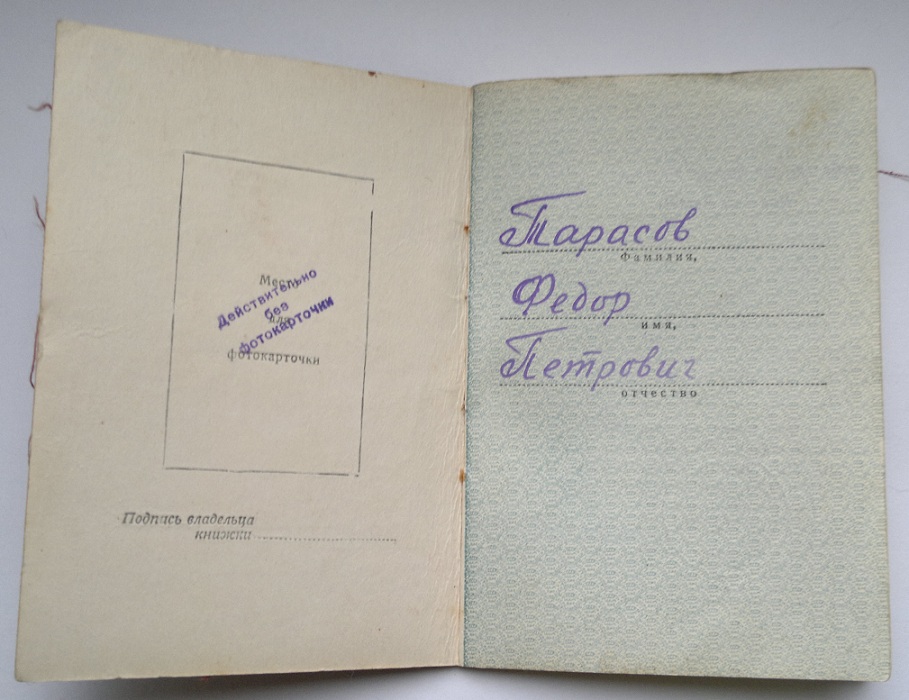 Место
для
фотокарточки
Действительно
без
фотокарточки
Подпись владельца
книжки
Тарасов
Фамилия,
Федор
имя,
Петрович
отчество